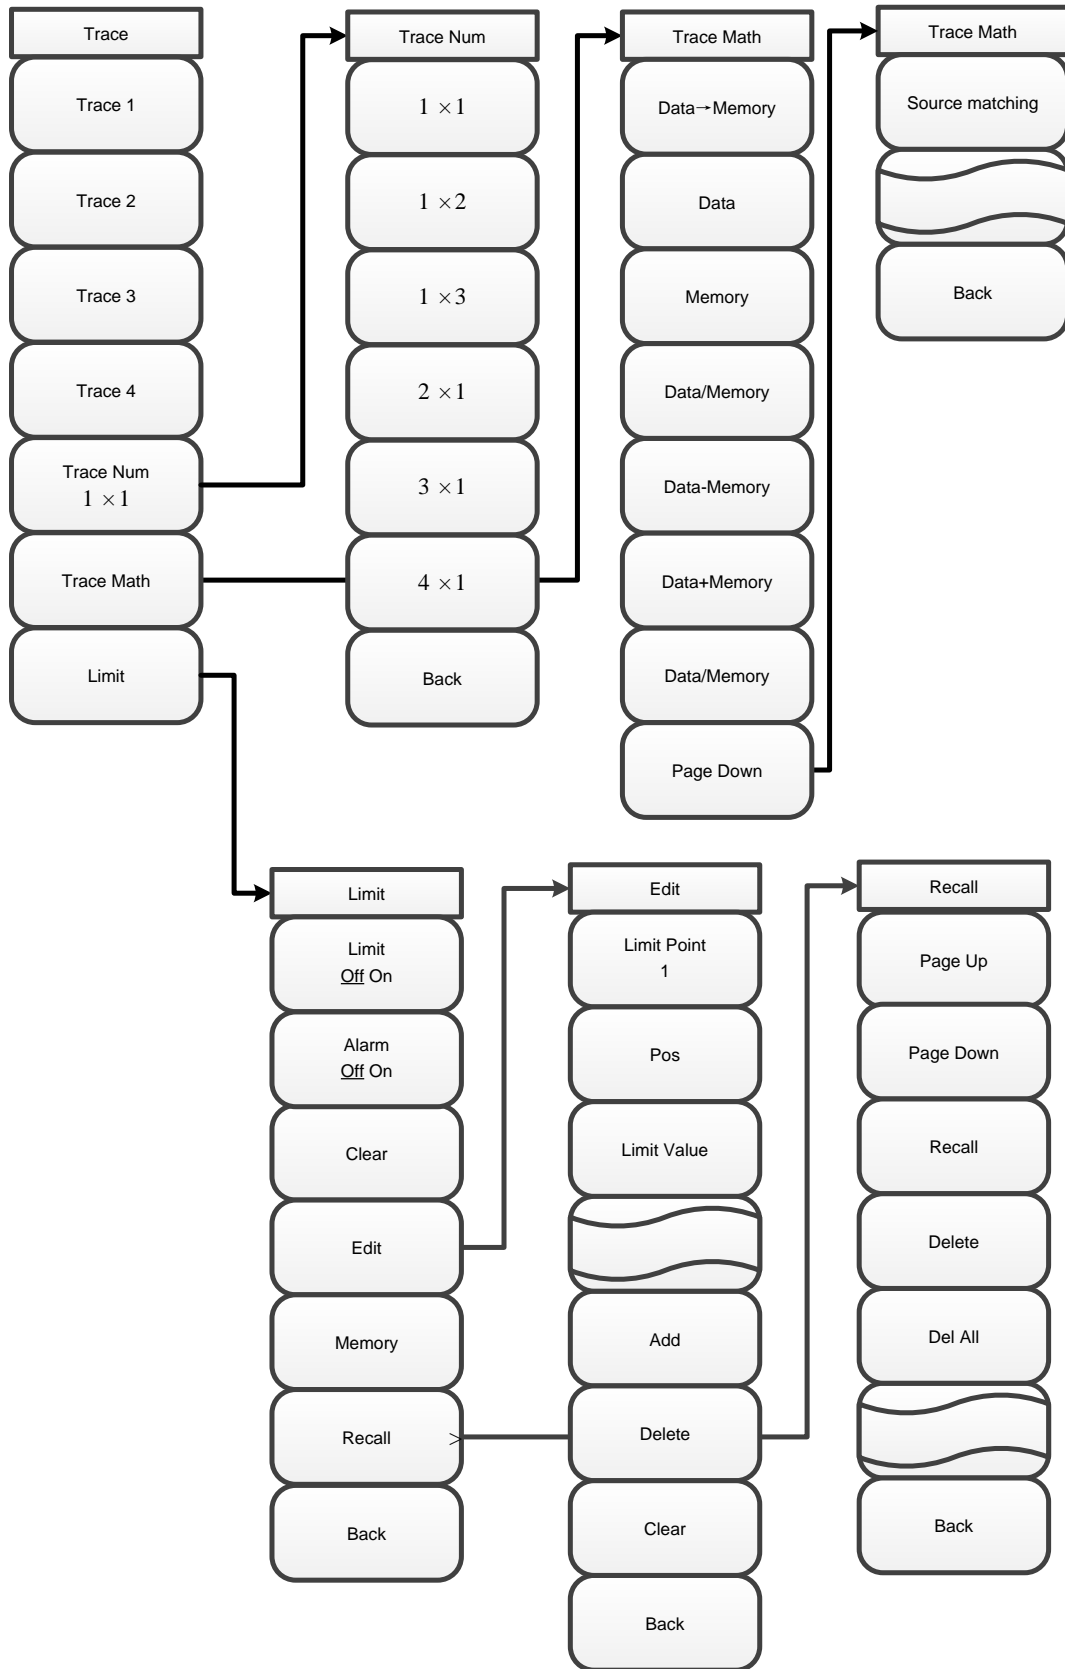 Trace
Trace 1
Trace 2
Trace 3
Trace 4
Trace Num
1 × 1
Trace Math
Limit
Trace Num
1 × 1
1 × 2
1 × 3
2 × 1
3 × 1
4 × 1
Back
Trace Math
Data→Memory
Data
Memory
Data/Memory
Data-Memory
Data+Memory
Data/Memory
Page Down
Trace Math
Source matching
Back
Limit
Limit
Off On
Alarm
Off On
Clear
Edit
Memory
Recall >
Back
Edit
Limit Point
1
Pos
Limit Value
Add
Delete
Clear
Back
Recall
Page Up
Page Down
Recall
Delete
Del All
Back